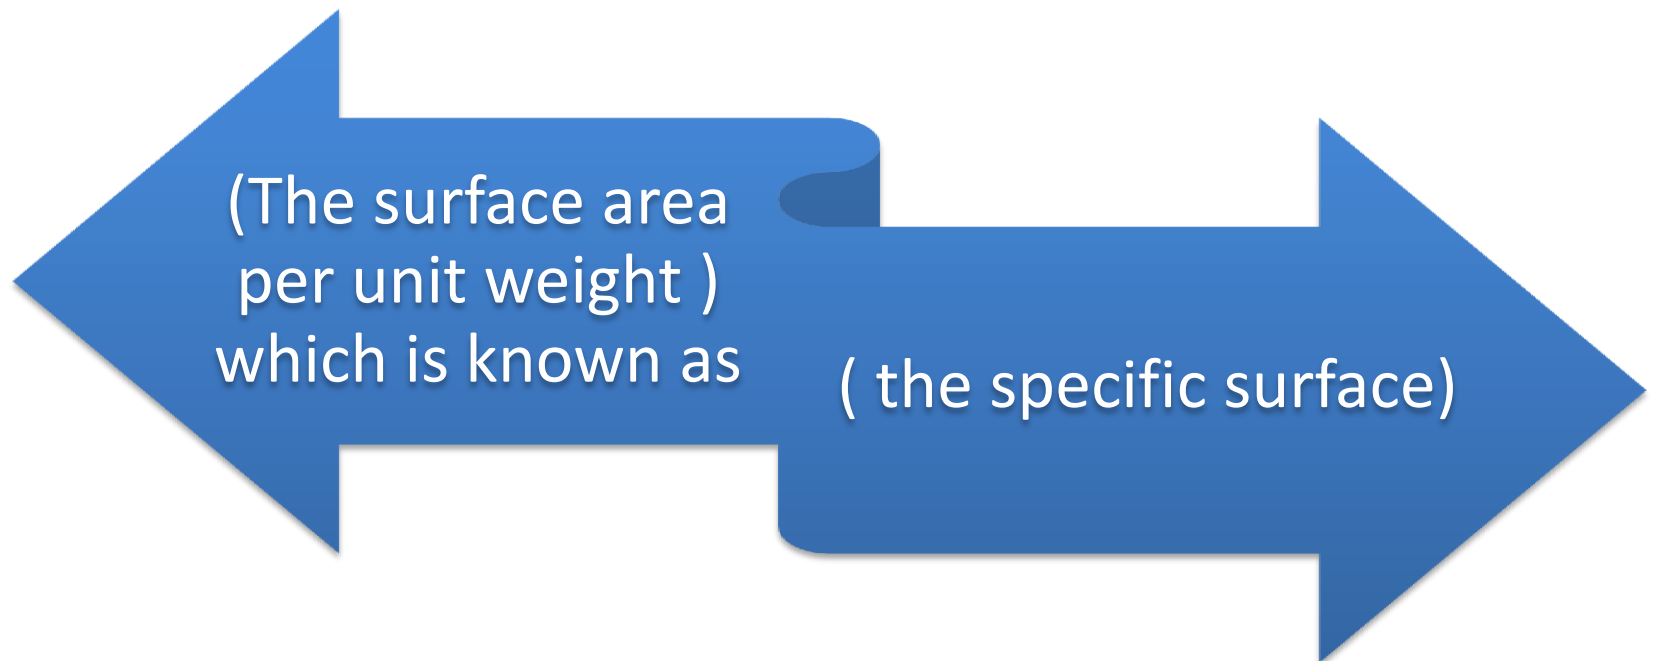 (The surface area
per unit weight )
which is known as
( the specific surface)